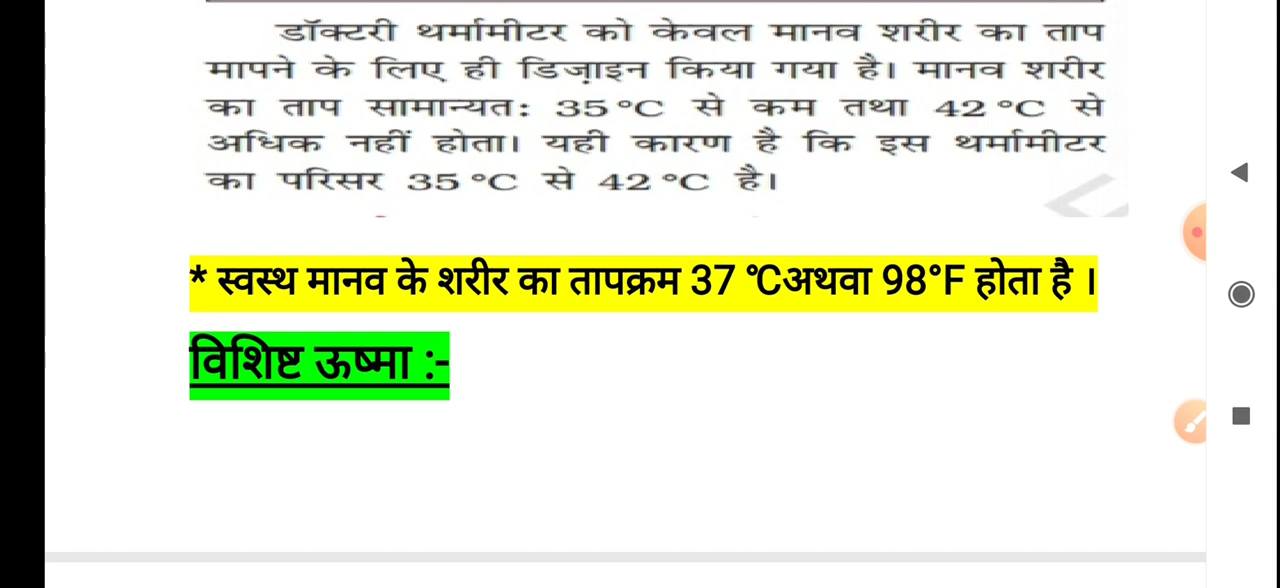 डॉक्टरी थर्मामीटर को केवल मानव शरीर का ताप
मापने के लिए ही डिज़ाइन किया गया है। मानव शरीर
का ताप सामान्यत: 35 °C से कम तथा 42 °C से
अधिक नहीं होता। यही कारण है कि इस थर्मामीटर
का परिसर 35 °C से 42 °C है।
* स्वस्थ मानव के शरीर का तापक्रम 37 ℃अथवा 98°F होता है ।
विशिष्ट ऊष्मा :-